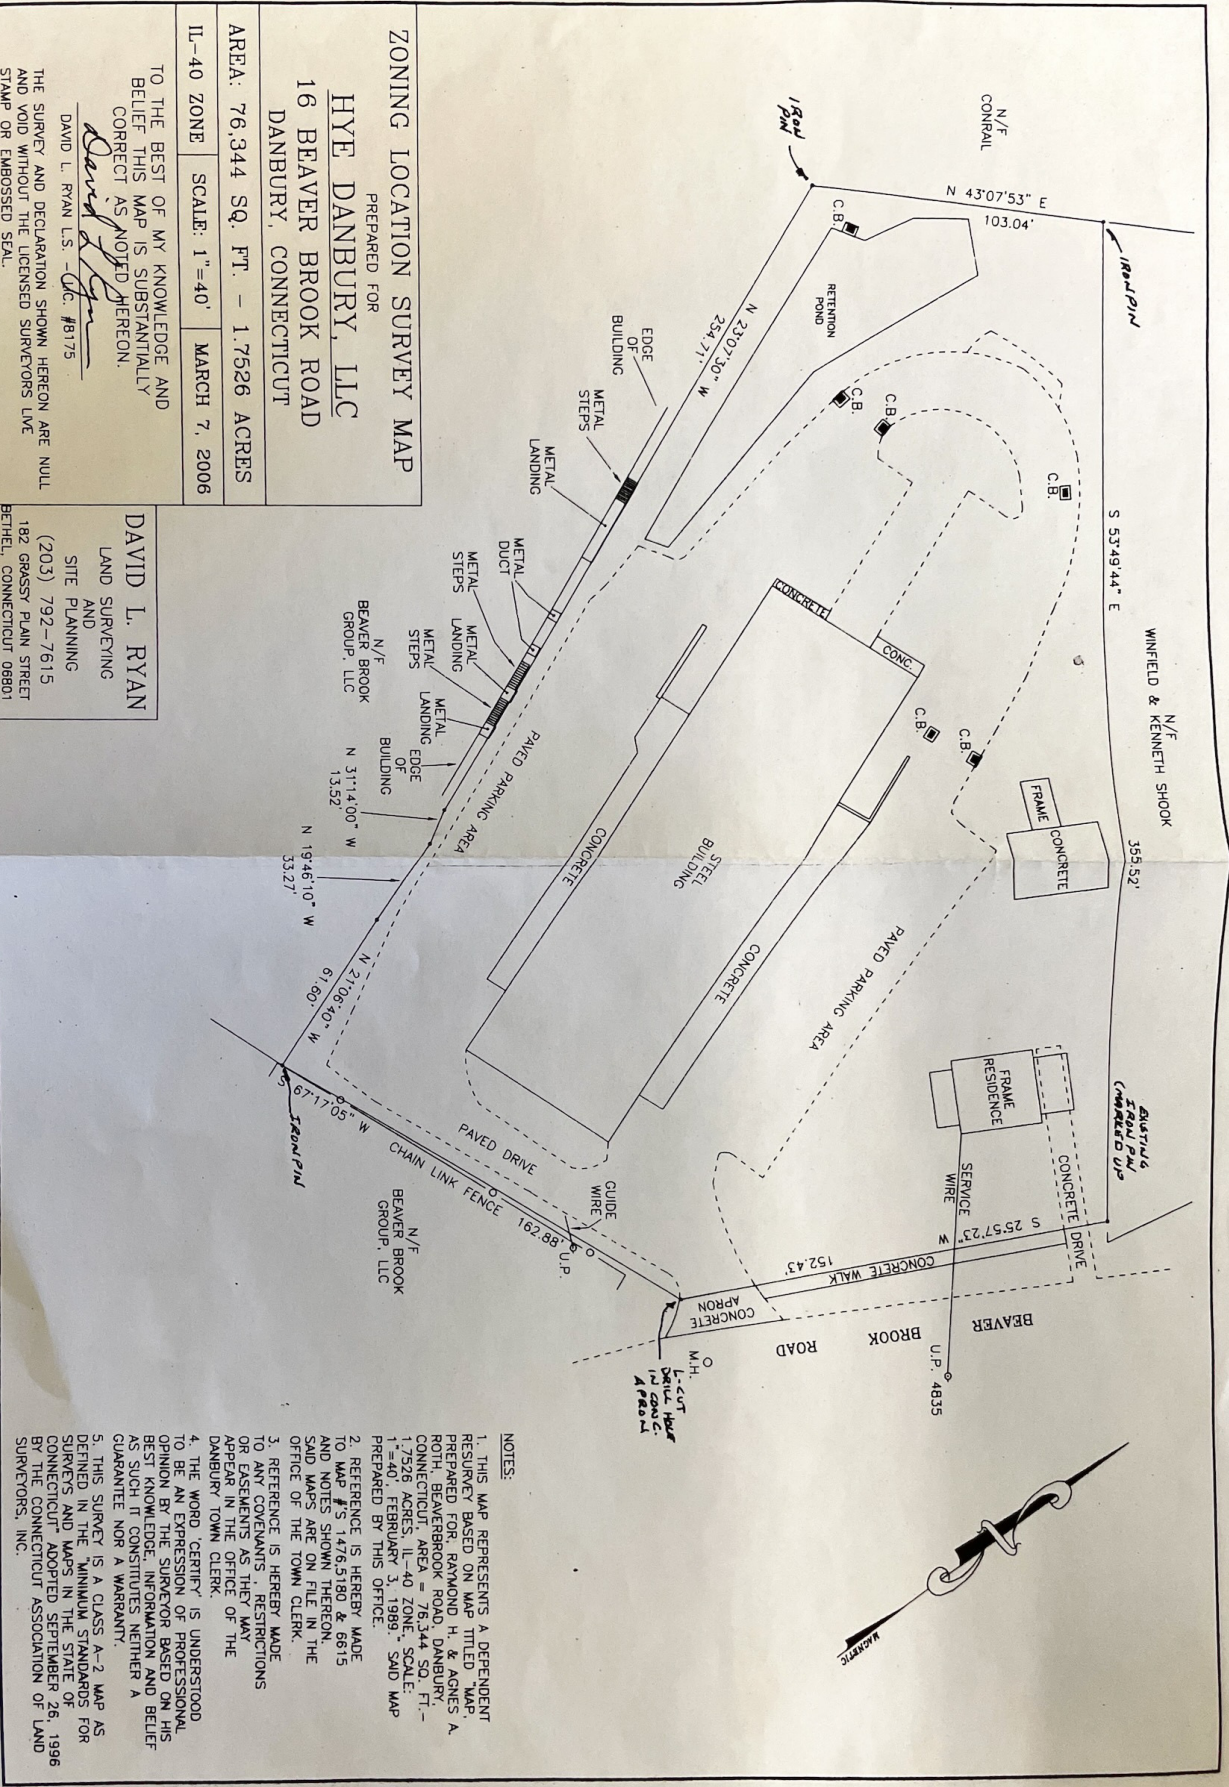 ZONING LOCATION SURVEY MAP
PREPARED FOR
HYE DANBURY, LLC
16 BEAVER BROOK ROAD
DANBURY, CONNECTICUT
AREA: 76,344 SQ. FT. - 1.7526 ACRES
IL-40 ZONE
SCALE: 1"=40'
MARCH 7, 2006
TO THE BEST OF MY KNOWLEDGE AND
BELIEF THIS MAP IS SUBSTANTIALLY
CORRECT AS NOTED HEREON.
David L Ryan
DAVID L. RYAN L.S. - LIC. #8175
THE SURVEY AND DECLARATION SHOWN HEREON ARE NULL
AND VOID WITHOUT THE LICENSED SURVEYORS LIVE
STAMP OR EMBOSSED SEAL.
DAVID L. RYAN
LAND SURVEYING
AND
SITE PLANNING
(203) 792-7615
182 GRASSY PLAIN STREET
BETHEL, CONNECTICUT 06801
N/F
CONRAIL
IRON
PIN
N 43°07'53" E
103.04'
IRON PIN
C.B.
RETENTION
POND
N 23°07'30" W
254.71'
EDGE
OF
BUILDING
METAL
STEPS
METAL
LANDING
METAL
DUCT
METAL
STEPS
METAL
LANDING
METAL
STEPS
METAL
LANDING
EDGE
OF
BUILDING
N/F
BEAVER BROOK
GROUP, LLC
N 31°14'00" W
13.52'
N 19°46'10" W
33.27'
N 21°06'40" W
61.60'
C.B.
C.B.
C.B.
S 53°49'44" E
355.52'
N/F
WINFIELD & KENNETH SHOOK
CONCRETE
CONC.
C.B.
C.B.
PAVED PARKING AREA
CONCRETE
STEEL
BUILDING
CONCRETE
FRAME
CONCRETE
PAVED PARKING AREA
FRAME
RESIDENCE
EXISTING
IRON PIN
(MARKED UP)
CONCRETE DRIVE
SERVICE
WIRE
S 25°57'23" W
152.43'
CONCRETE WALK
CONCRETE
APRON
BEAVER
BROOK
ROAD
U.P. 4835
M.H.
L-CUT
DRILL HOLE
IN CONC.
APRON
S 67°17'05" W
162.88'
IRON PIN
PAVED DRIVE
CHAIN LINK FENCE
GUIDE
WIRE
U.P.
N/F
BEAVER BROOK
GROUP, LLC
MAGNETIC
NOTES:
1. THIS MAP REPRESENTS A DEPENDENT
RESURVEY BASED ON MAP TITLED "MAP,
PREPARED FOR, RAYMOND H. & AGNES A.
ROTH, BEAVERBROOK ROAD, DANBURY,
CONNECTICUT, AREA = 76,344 SQ. FT.-
1.7526 ACRES, IL-40 ZONE, SCALE:
1"=40', FEBRUARY 3, 1989." SAID MAP
PREPARED BY THIS OFFICE.
2. REFERENCE IS HEREBY MADE
TO MAP #'S 1476,5180 & 6615
AND NOTES SHOWN THEREON.
SAID MAPS ARE ON FILE IN THE
OFFICE OF THE TOWN CLERK.
3. REFERENCE IS HEREBY MADE
TO ANY COVENANTS , RESTRICTIONS
OR EASEMENTS AS THEY MAY
APPEAR IN THE OFFICE OF THE
DANBURY TOWN CLERK.
4. THE WORD 'CERTIFY' IS UNDERSTOOD
TO BE AN EXPRESSION OF PROFESSIONAL
OPINION BY THE SURVEYOR BASED ON HIS
BEST KNOWLEDGE, INFORMATION AND BELIEF
AS SUCH IT CONSTITUTES NEITHER A
GUARANTEE NOR A WARRANTY.
5. THIS SURVEY IS A CLASS A-2 MAP AS
DEFINED IN THE "MINIMUM STANDARDS FOR
SURVEYS AND MAPS IN THE STATE OF
CONNECTICUT" ADOPTED SEPTEMBER 26, 1996
BY THE CONNECTICUT ASSOCIATION OF LAND
SURVEYORS, INC.